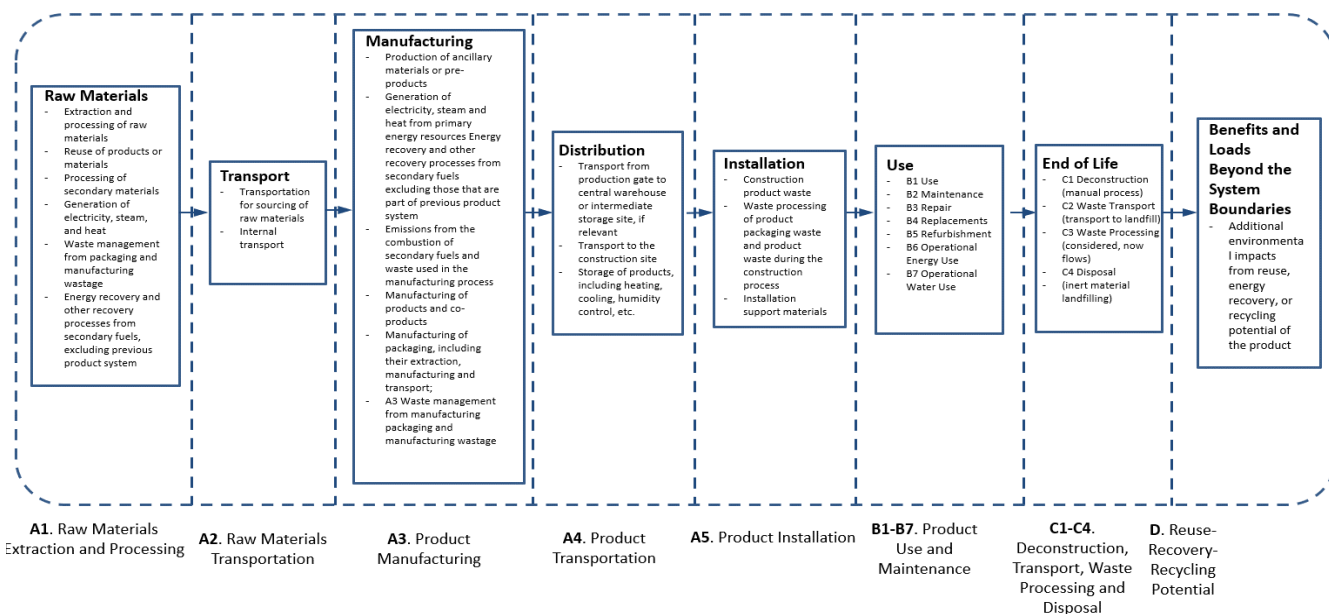 Raw Materials
- Extraction and
processing of raw
materials
- Reuse of products or
materials
- Processing of
secondary materials
- Generation of
electricity, steam,
and heat
- Waste management
from packaging and
manufacturing
wastage
- Energy recovery and
other recovery
processes from
secondary fuels,
excluding previous
product system
Transport
- Transportation
for sourcing of
raw materials
- Internal
transport
Manufacturing
- Production of ancillary
materials or pre-
products
- Generation of
electricity, steam and
heat from primary
energy resources Energy
recovery and other
recovery processes from
secondary fuels
excluding those that are
part of previous product
system
- Emissions from the
combustion of
secondary fuels and
waste used in the
manufacturing process
- Manufacturing of
products and co-
products
- Manufacturing of
packaging, including
their extraction,
manufacturing and
transport;
- A3 Waste management
from manufacturing
packaging and
manufacturing wastage
Distribution
- Transport from
production gate to
central warehouse
or intermediate
storage site, if
relevant
- Transport to the
construction site
- Storage of products,
including heating,
cooling, humidity
control, etc.
Installation
- Construction
product waste
- Waste processing
of product
packaging waste
and product
waste during the
construction
process
- Installation
support materials
Use
- B1 Use
- B2 Maintenance
- B3 Repair
- B4 Replacements
- B5 Refurbishment
- B6 Operational
Energy Use
- B7 Operational
Water Use
End of Life
- C1 Deconstruction
(manual process)
- C2 Waste Transport
(transport to landfill)
- C3 Waste Processing
(considered, now
flows)
- C4 Disposal
- (inert material
landfilling)
Benefits and
Loads
Beyond the
System
Boundaries
- Additional
environmenta
l impacts
from reuse,
energy
recovery, or
recycling
potential of
the product
A1. Raw Materials
Extraction and Processing
A2. Raw Materials
Transportation
A3. Product
Manufacturing
A4. Product
Transportation
A5. Product Installation
B1-B7. Product
Use and
Maintenance
C1-C4.
Deconstruction,
Transport, Waste
Processing and
Disposal
D. Reuse-
Recovery-
Recycling
Potential